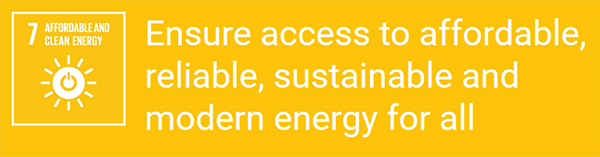 7 AFFORDABLE AND
CLEAN ENERGY
Ensure access to affordable,
reliable, sustainable and
modern energy for all